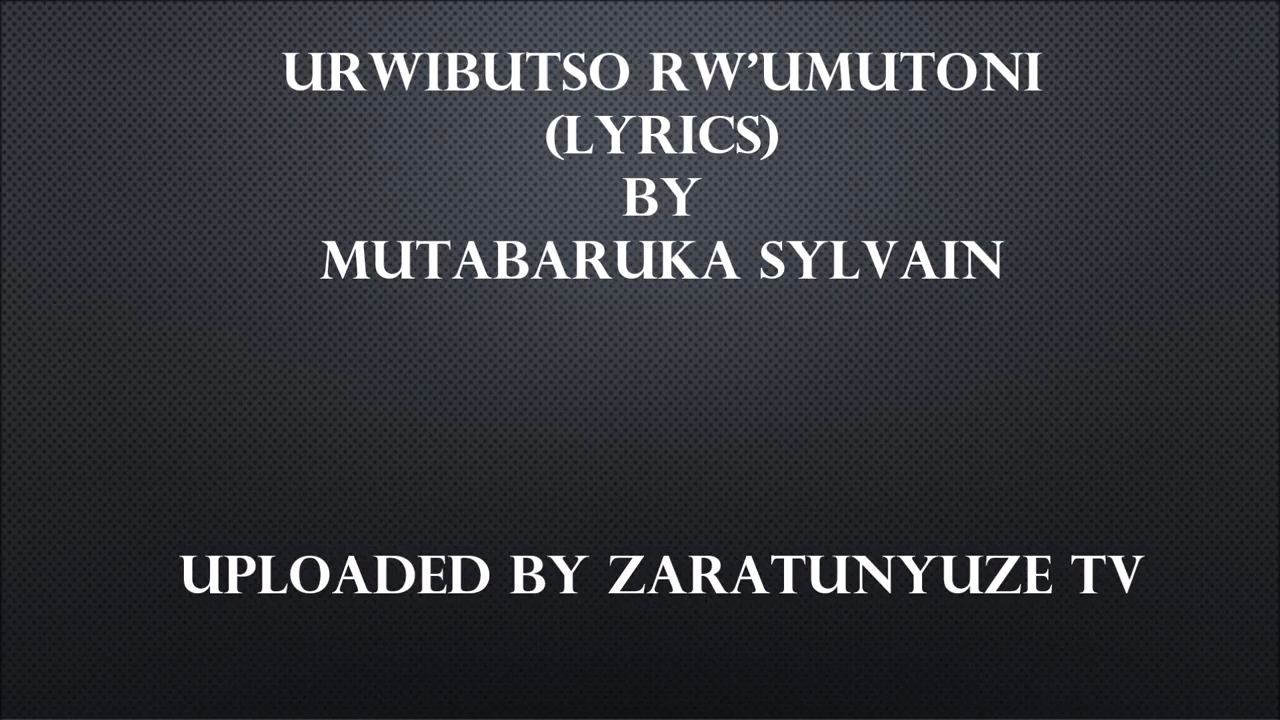 URWIBUTSO RW’UMUTONI
(LYRICS)
BY
MUTABARUKA SYLVAIN
UPLOADED BY ZARATUNYUZE TV